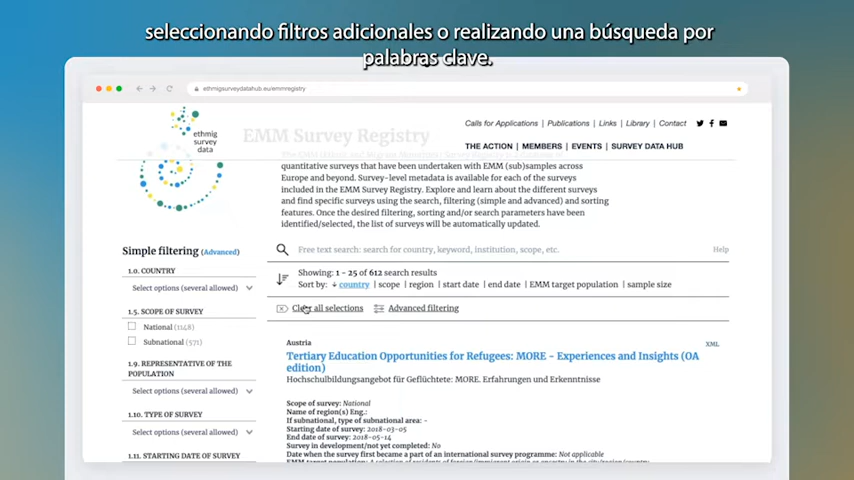 seleccionando filtros adicionales o realizando una búsqueda por
palabras clave.
ethmigsurveydatahub.eu/emmregistry
Calls for Applications | Publications | Links | Library | Contact
ethmig
survey
data
EMM Survey Registry
THE ACTION | MEMBERS | EVENTS | SURVEY DATA HUB
quantitative surveys that have been undertaken with EMM (sub)samples across
Europe and beyond. Survey-level metadata is available for each of the surveys
included in the EMM Survey Registry. Explore and learn about the different surveys
and find specific surveys using the search, filtering (simple and advanced) and sorting
features. Once the desired filtering, sorting and/or search parameters have been
identified/selected, the list of surveys will be automatically updated.
Simple filtering (Advanced)
Free text search: search for country, keyword, institution, scope, etc.
Help
1.0. COUNTRY
Select options (several allowed)
Showing: 1 - 25 of 612 search results
Sort by: ↓ country | scope | region | start date | end date | EMM target population | sample size
1.5. SCOPE OF SURVEY
National (1148)
Subnational (571)
Clear all selections
Advanced filtering
1.9. REPRESENTATIVE OF THE
POPULATION
Select options (several allowed)
1.10. TYPE OF SURVEY
Select options (several allowed)
1.11. STARTING DATE OF SURVEY
Austria
XML
Tertiary Education Opportunities for Refugees: MORE - Experiences and Insights (OA
edition)
Hochschulbildungsangebot für Geflüchtete: MORE. Erfahrungen und Erkenntnisse
Scope of survey: National
Name of region(s) Eng.:
If subnational, type of subnational area: -
Starting date of survey: 2018-03-05
End date of survey: 2018-05-14
Survey in development/not yet completed: No
Date when the survey first became a part of an international survey programme: Not applicable